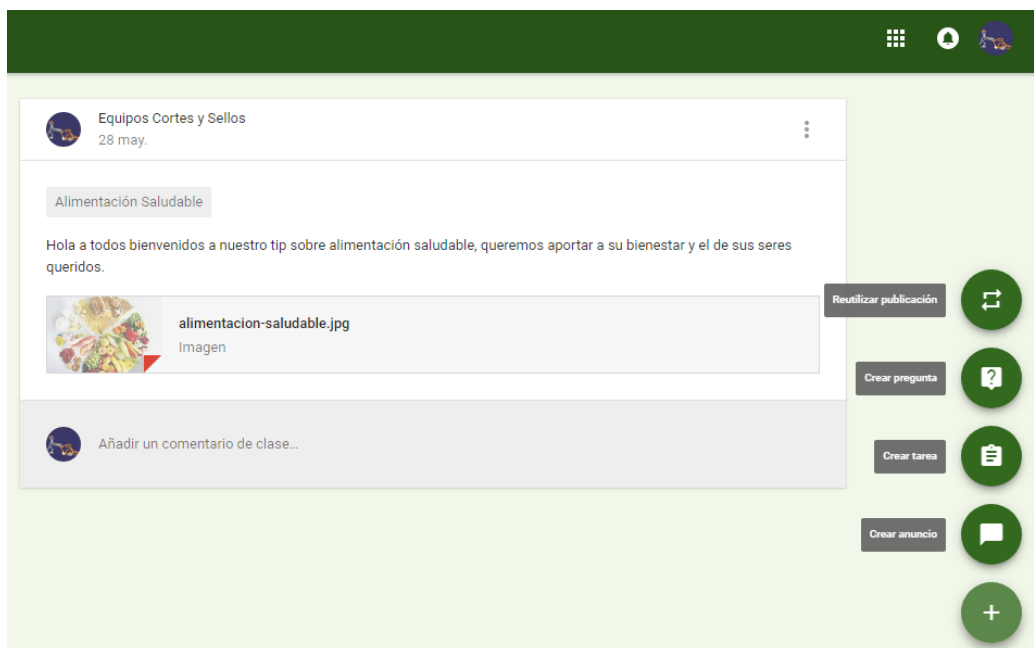 Equipos Cortes y Sellos
28 may.
Alimentación Saludable
Hola a todos bienvenidos a nuestro tip sobre alimentación saludable, queremos aportar a su bienestar y el de sus seres
queridos.
alimentacion-saludable.jpg
Imagen
Añadir un comentario de clase...
Reutilizar publicación
Crear pregunta
Crear tarea
Crear anuncio